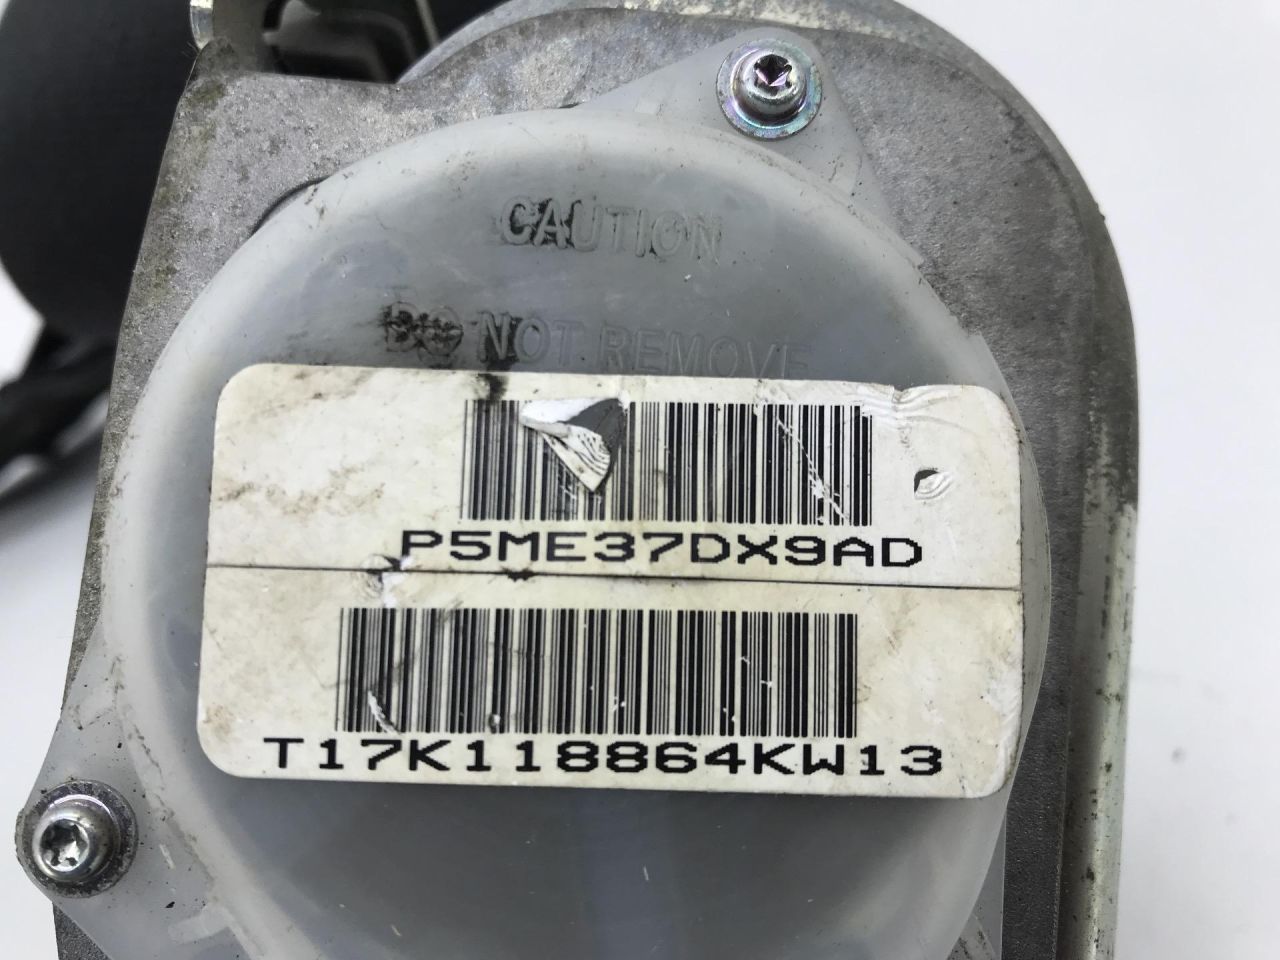 CAUTION
DO NOT REMOVE
P5ME37DX9AD
T17K118864KW13